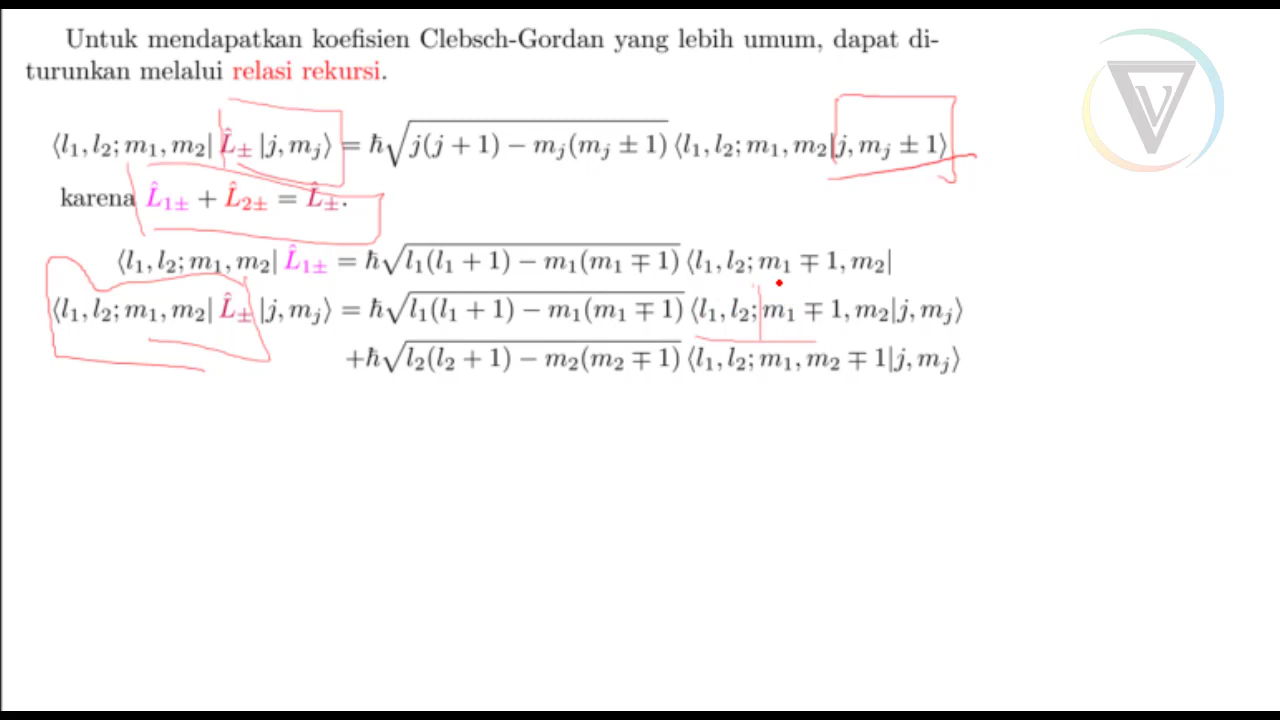 Untuk mendapatkan koefisien Clebsch-Gordan yang lebih umum, dapat di-
turunkan melalui relasi rekursi.
⟨l₁, l₂; m₁, m₂| L̂± |j, mⱼ⟩ = ℏ√(j(j + 1) − mⱼ(mⱼ ± 1)) ⟨l₁, l₂; m₁, m₂|j, mⱼ ± 1⟩
karena L̂₁± + L̂₂± = L̂±.
⟨l₁, l₂; m₁, m₂| L̂₁± = ℏ√(l₁(l₁ + 1) − m₁(m₁ ∓ 1)) ⟨l₁, l₂; m₁ ∓ 1, m₂|
⟨l₁, l₂; m₁, m₂| L̂± |j, mⱼ⟩ = ℏ√(l₁(l₁ + 1) − m₁(m₁ ∓ 1)) ⟨l₁, l₂; m₁ ∓ 1, m₂|j, mⱼ⟩
+ℏ√(l₂(l₂ + 1) − m₂(m₂ ∓ 1)) ⟨l₁, l₂; m₁, m₂ ∓ 1|j, mⱼ⟩